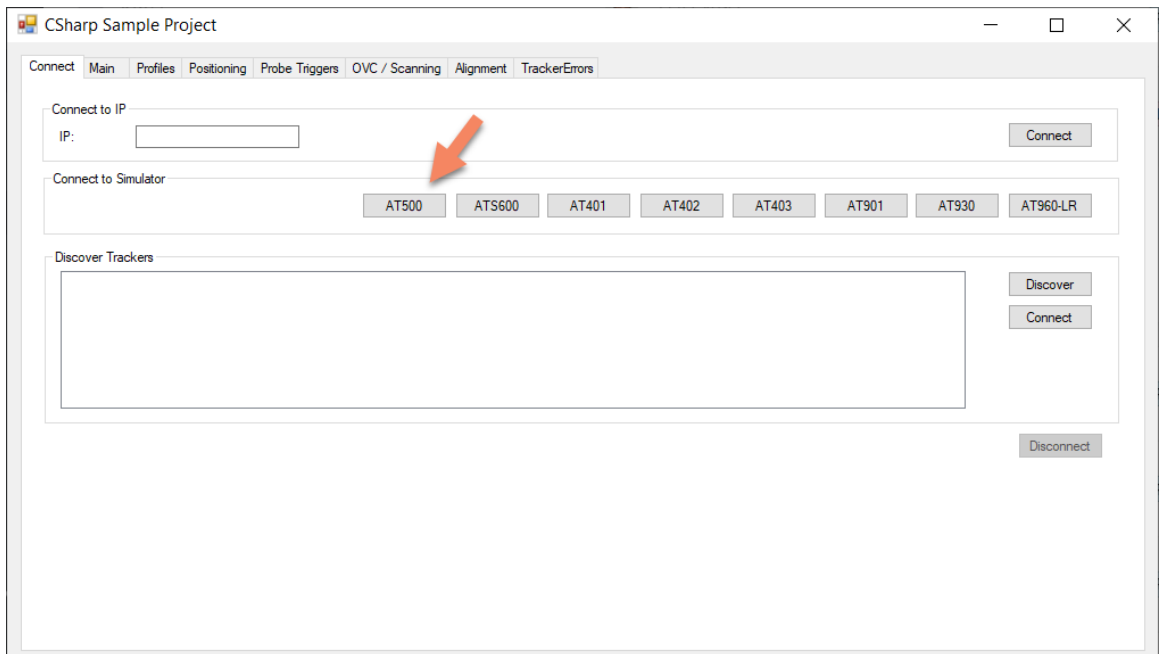 CSharp Sample Project
Connect Main Profiles Positioning Probe Triggers OVC / Scanning Alignment TrackerErrors
Connect to IP
IP: Connect
Connect to Simulator
AT500 ATS600 AT401 AT402 AT403 AT901 AT930 AT960-LR
Discover Trackers
Discover
Connect
Disconnect